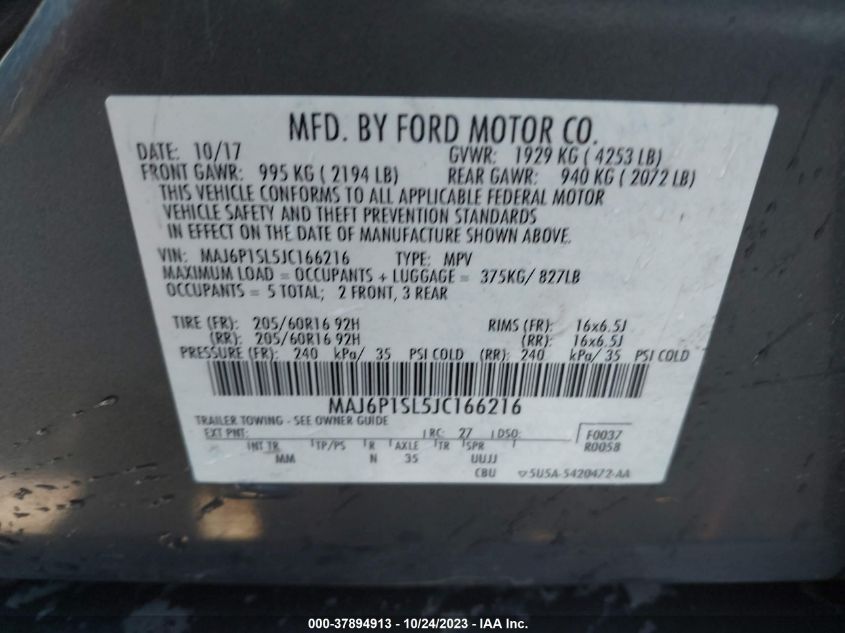 MFD. BY FORD MOTOR CO.
DATE: 10/17 GVWR: 1929 KG ( 4253 LB)
FRONT GAWR: 995 KG ( 2194 LB) REAR GAWR: 940 KG ( 2072 LB)
THIS VEHICLE CONFORMS TO ALL APPLICABLE FEDERAL MOTOR
VEHICLE SAFETY AND THEFT PREVENTION STANDARDS
IN EFFECT ON THE DATE OF MANUFACTURE SHOWN ABOVE.
VIN: MAJ6P1SL5JC166216 TYPE: MPV
MAXIMUM LOAD = OCCUPANTS + LUGGAGE = 375KG/ 827LB
OCCUPANTS = 5 TOTAL; 2 FRONT, 3 REAR
TIRE (FR): 205/60R16 92H RIMS (FR): 16x6.5J
(RR): 205/60R16 92H (RR): 16x6.5J
PRESSURE (FR): 240 kPa/ 35 PSI COLD (RR): 240 kPa/ 35 PSI COLD
MAJ6P1SL5JC166216
TRAILER TOWING - SEE OWNER GUIDE
EXT PNT: RC: 27 DSO: F0037
INT TR TP/PS R AXLE TR SPR R0058
MM N 35 UUJJ
CBU 5U5A-5420472-AA
000-37894913 - 10/24/2023 - IAA Inc.